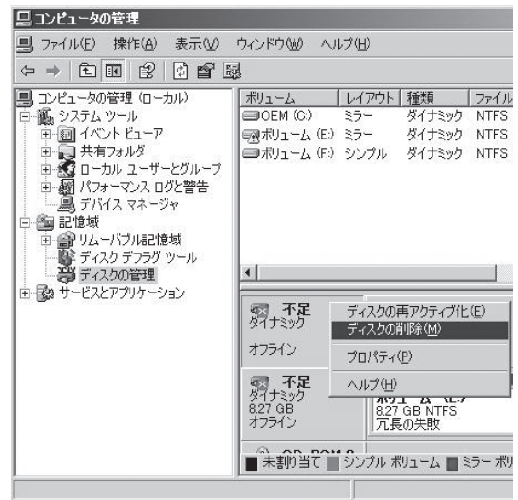 コンピュータの管理
ファイル(F) 操作(A) 表示(V) ウィンドウ(W) ヘルプ(H)
コンピュータの管理 (ローカル)
システム ツール
イベント ビューア
共有フォルダ
ローカル ユーザーとグループ
パフォーマンス ログと警告
デバイス マネージャ
記憶域
リムーバブル記憶域
ディスク デフラグ ツール
ディスクの管理
サービスとアプリケーション
ボリューム レイアウト 種類 ファイル
OEM (C:) ミラー ダイナミック NTFS
ボリューム (E:) ミラー ダイナミック NTFS
ボリューム (F:) シンプル ダイナミック NTFS
不足
ダイナミック
オフライン
ディスクの再アクティブ化(E)
ディスクの削除(M)
プロパティ(P)
ヘルプ(H)
不足
ダイナミック
8.27 GB
オフライン
8.27 GB NTFS
冗長の失敗
未割り当て シンプル ボリューム ミラー ボリ